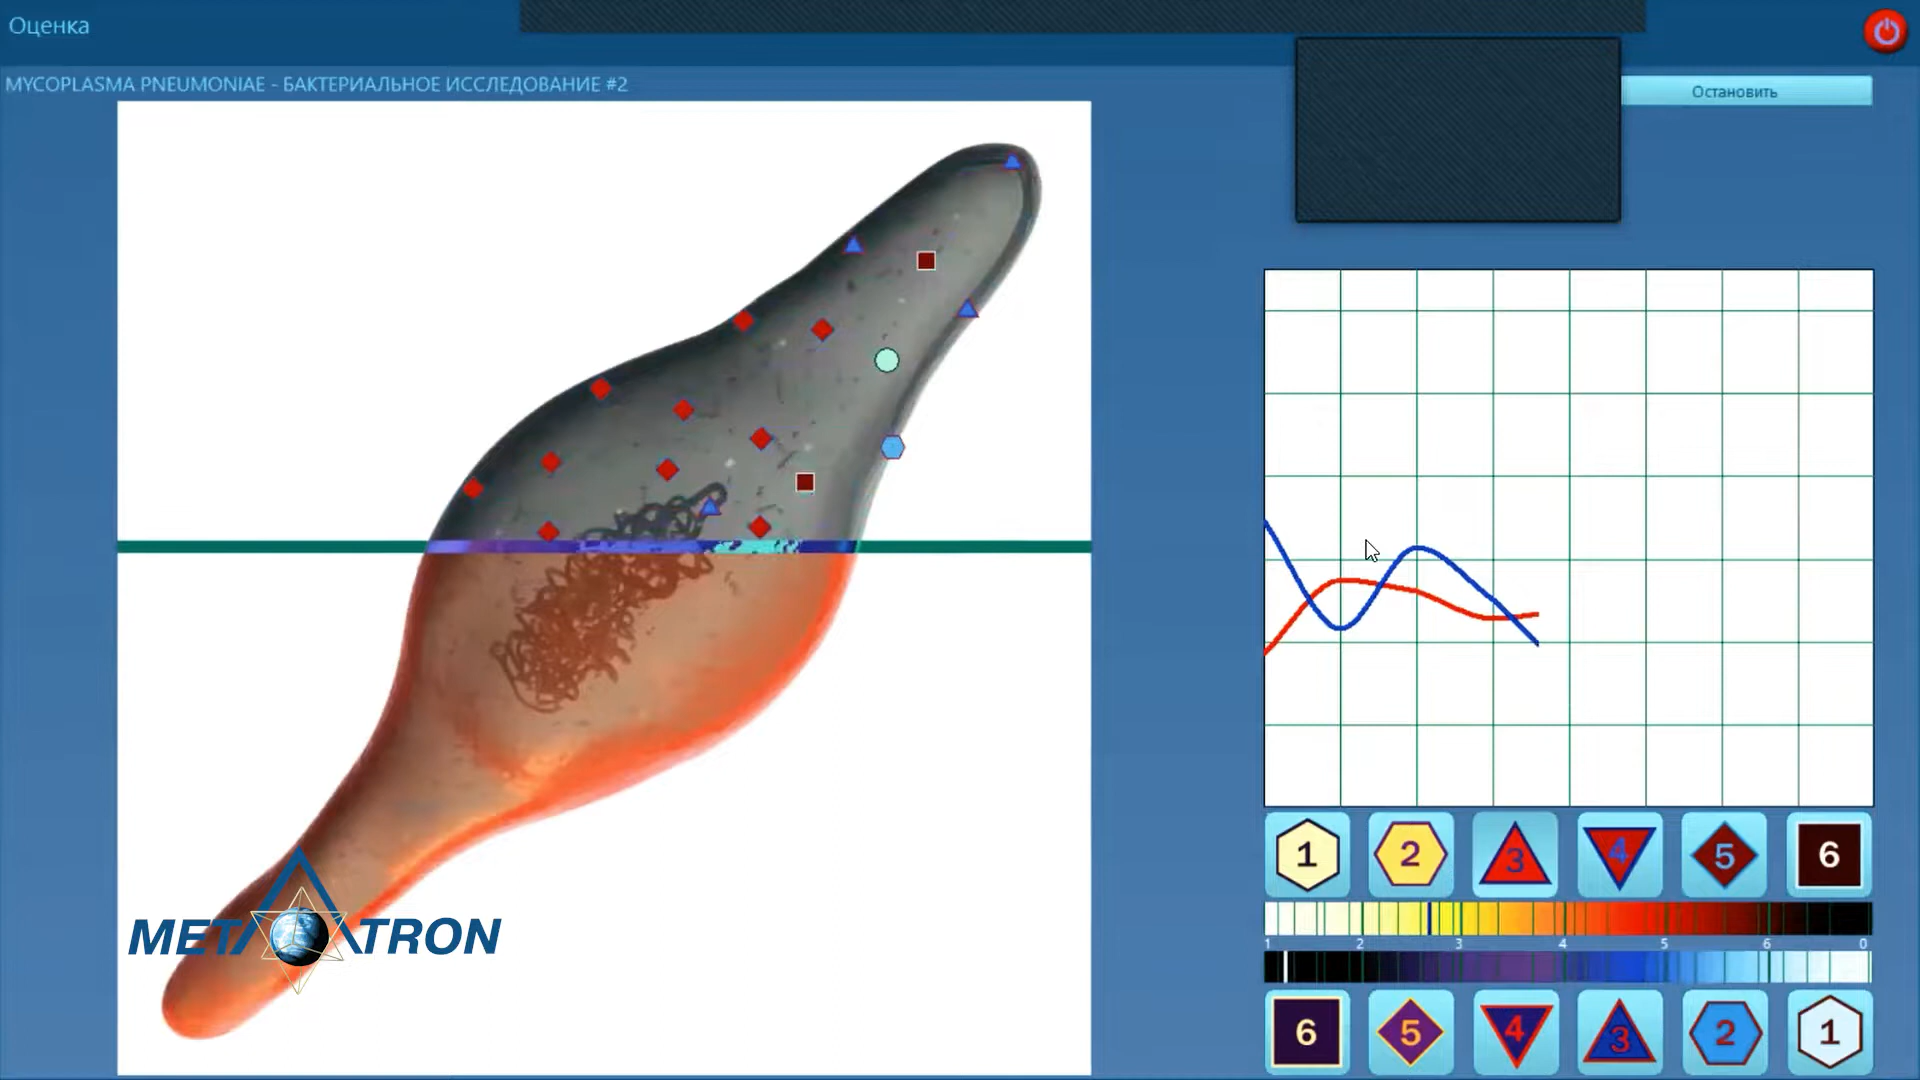 Оценка
MYCOPLASMA PNEUMONIAE - БАКТЕРИАЛЬНОЕ ИССЛЕДОВАНИЕ #2
Остановить
METATRON
1 2 3 4 5 6
1 2 3 4 5 6 0
6 5 4 3 2 1